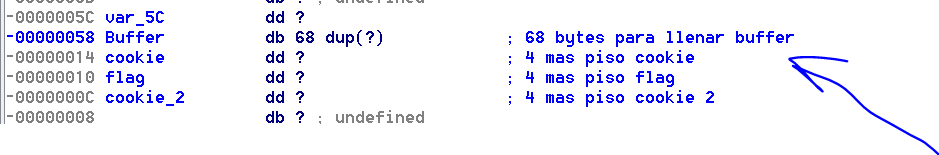 db ? ; undefined
-0000005C var_5C dd ?
-00000058 Buffer db 68 dup(?) ; 68 bytes para llenar buffer
-00000014 cookie dd ? ; 4 mas piso cookie
-00000010 flag dd ? ; 4 mas piso flag
-0000000C cookie_2 dd ? ; 4 mas piso cookie 2
-00000008 db ? ; undefined